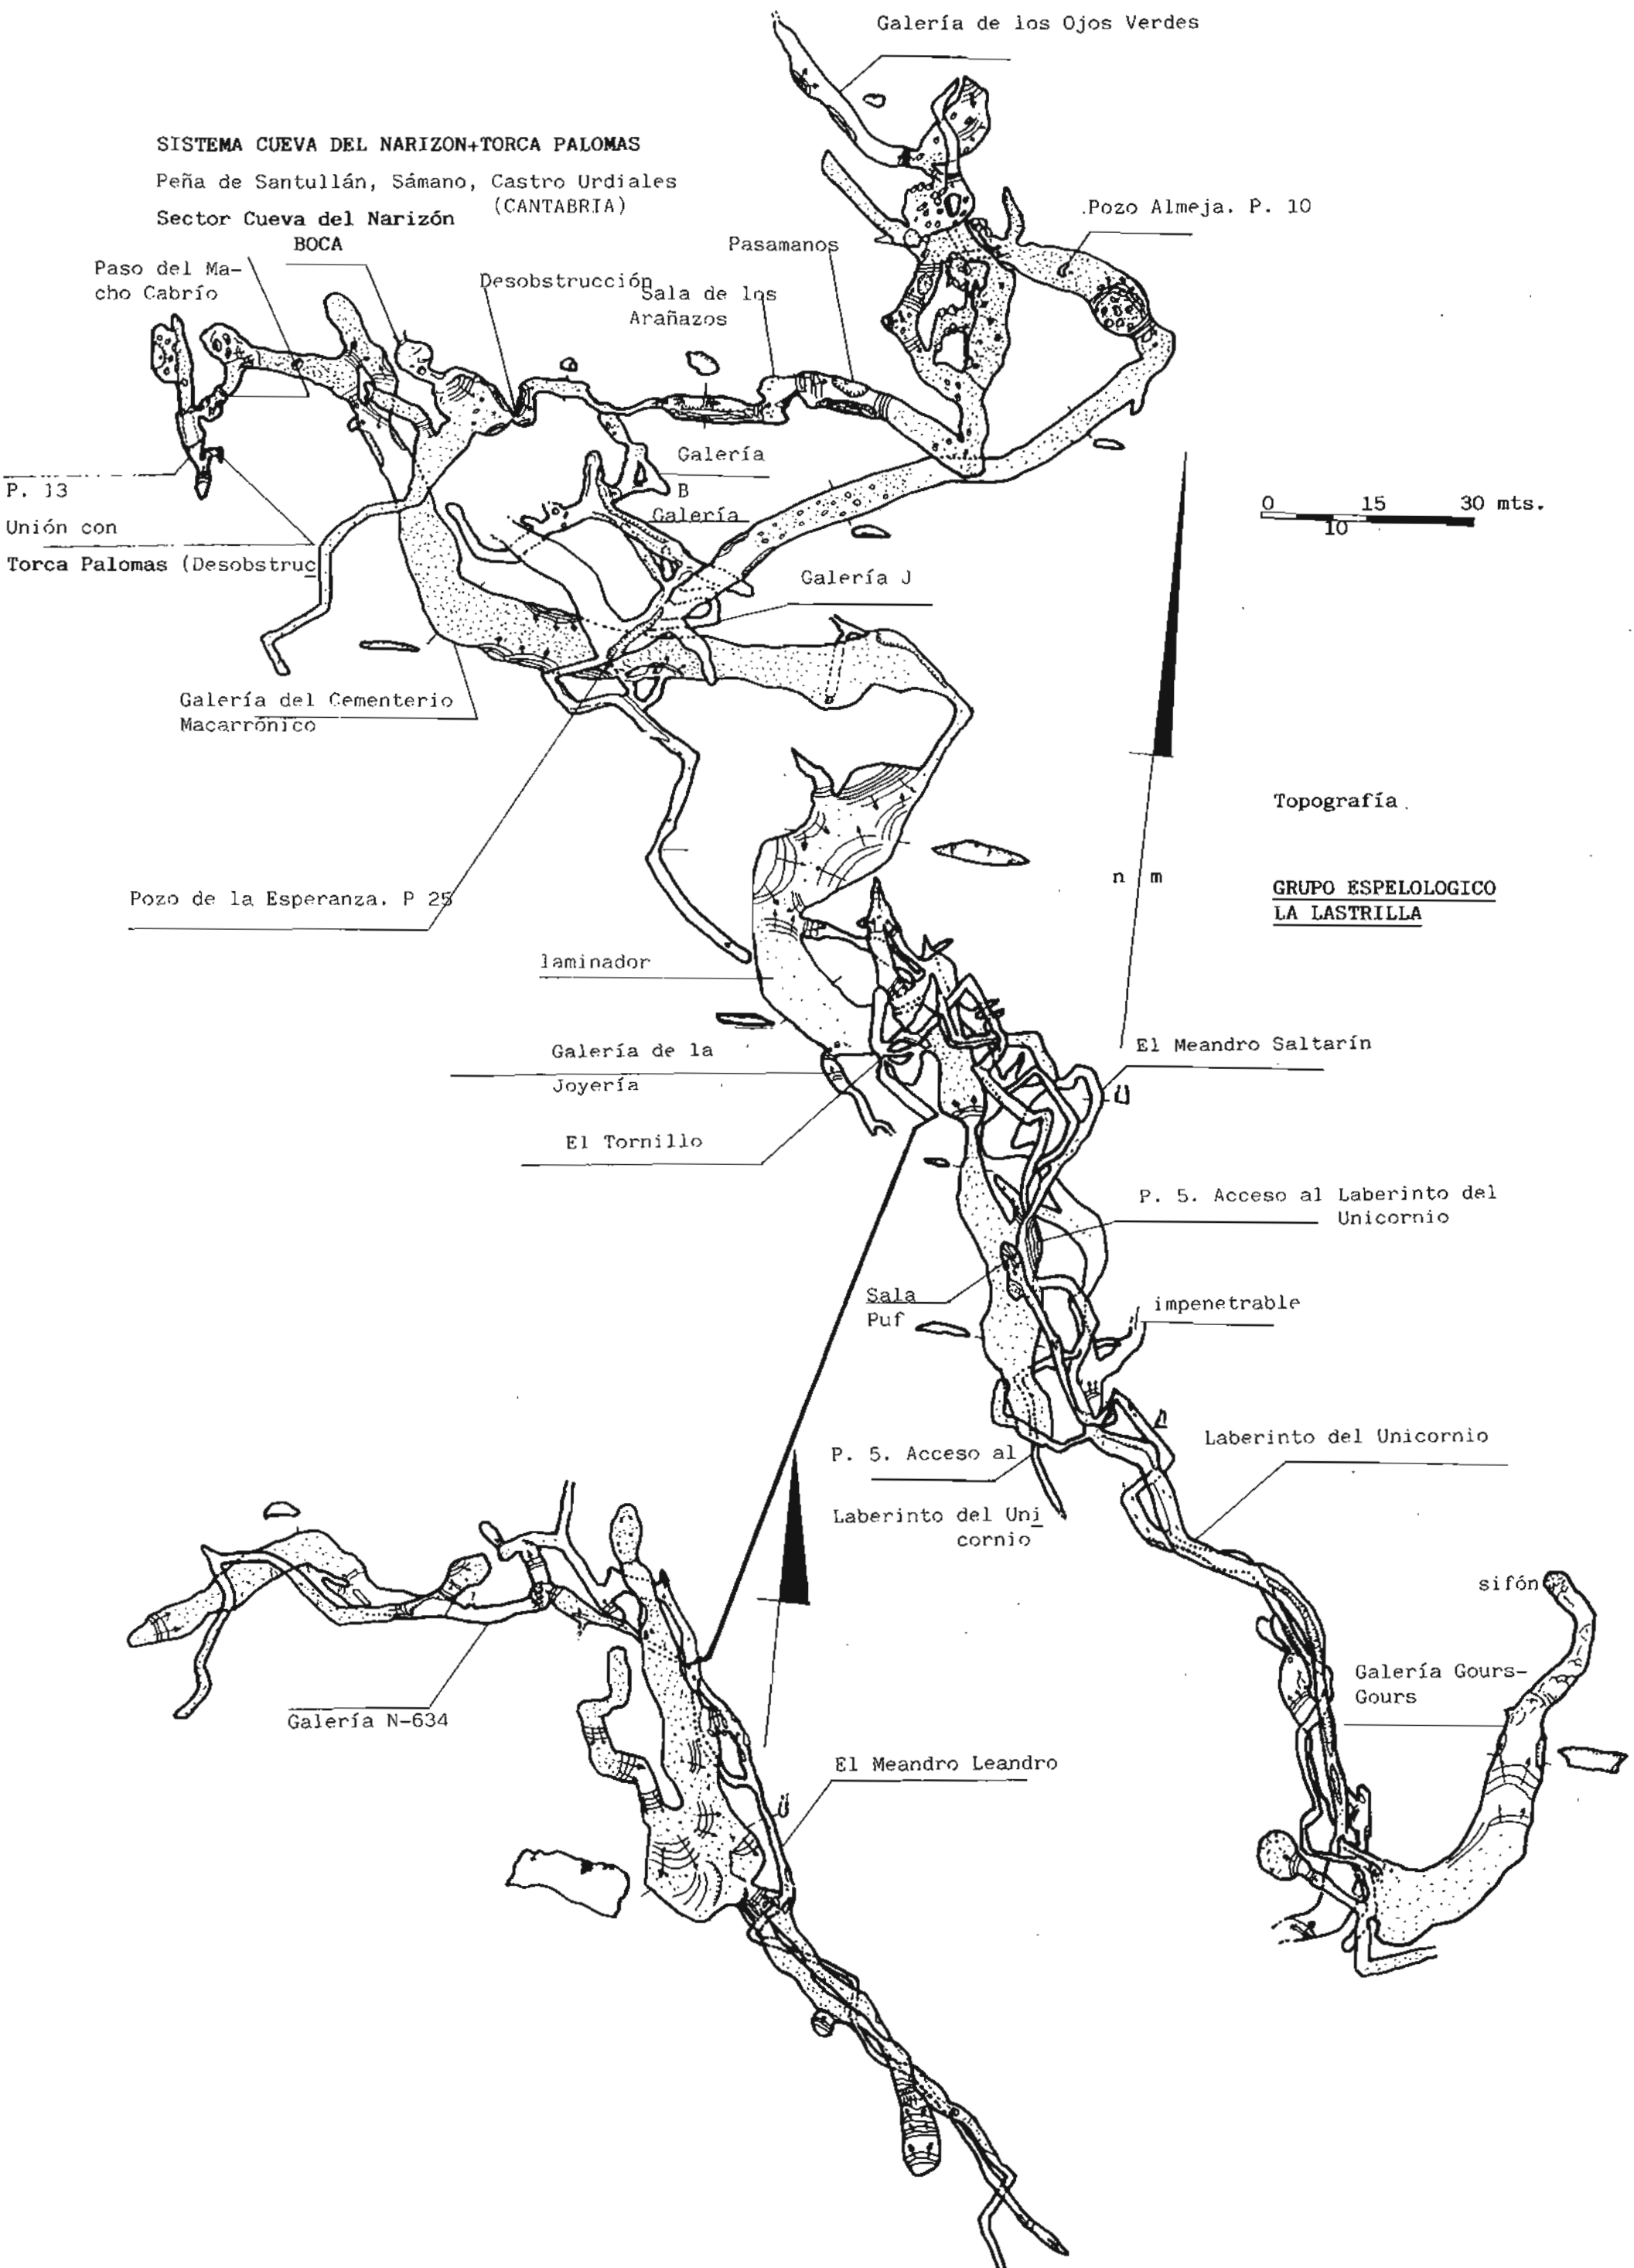 Galería de los Ojos Verdes
SISTEMA CUEVA DEL NARIZON+TORCA PALOMAS
Peña de Santullán, Sámano, Castro Urdiales
(CANTABRIA)
Sector Cueva del Narizón
BOCA
.Pozo Almeja. P. 10
Pasamanos
Paso del Ma-
cho Cabrío
Desobstrucción
Sala de los
Arañazos
Galería
B
Galería
P. 13
Unión con
Torca Palomas (Desobstruc
0 15 30 mts.
10
Galería J
Galería del Cementerio
Macarrónico
Topografía.
n m
GRUPO ESPELOLOGICO
LA LASTRILLA
Pozo de la Esperanza. P 25
laminador
Galería de la
Joyería
El Meandro Saltarín
El Tornillo
P. 5. Acceso al Laberinto del
Unicornio
Sala
Puf
impenetrable
Laberinto del Unicornio
P. 5. Acceso al
Laberinto del Uni
cornio
sifón
Galería Gours-
Gours
Galería N-634
El Meandro Leandro